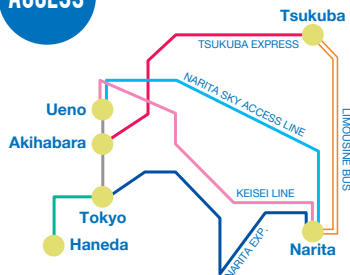 ACCESS
Tsukuba
TSUKUBA EXPRESS
NARITA SKY ACCESS LINE
Ueno
LIMOUSINE BUS
Akihabara
KEISEI LINE
Tokyo
NARITA EXP.
Haneda
Narita